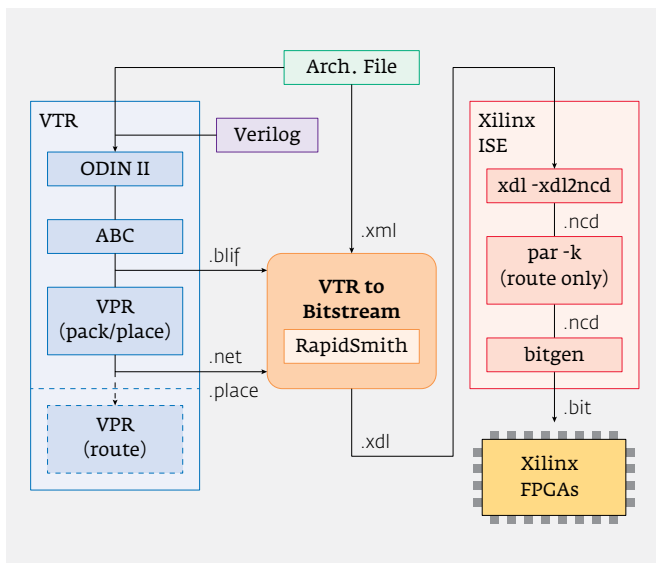 Arch. File
VTR
Verilog
ODIN II
ABC
.blif
.xml
VPR
(pack/place)
VTR to
Bitstream
RapidSmith
.net
.place
VPR
(route)
.xdl
Xilinx
ISE
xdl -xdl2ncd
.ncd
par -k
(route only)
.ncd
bitgen
.bit
Xilinx
FPGAs